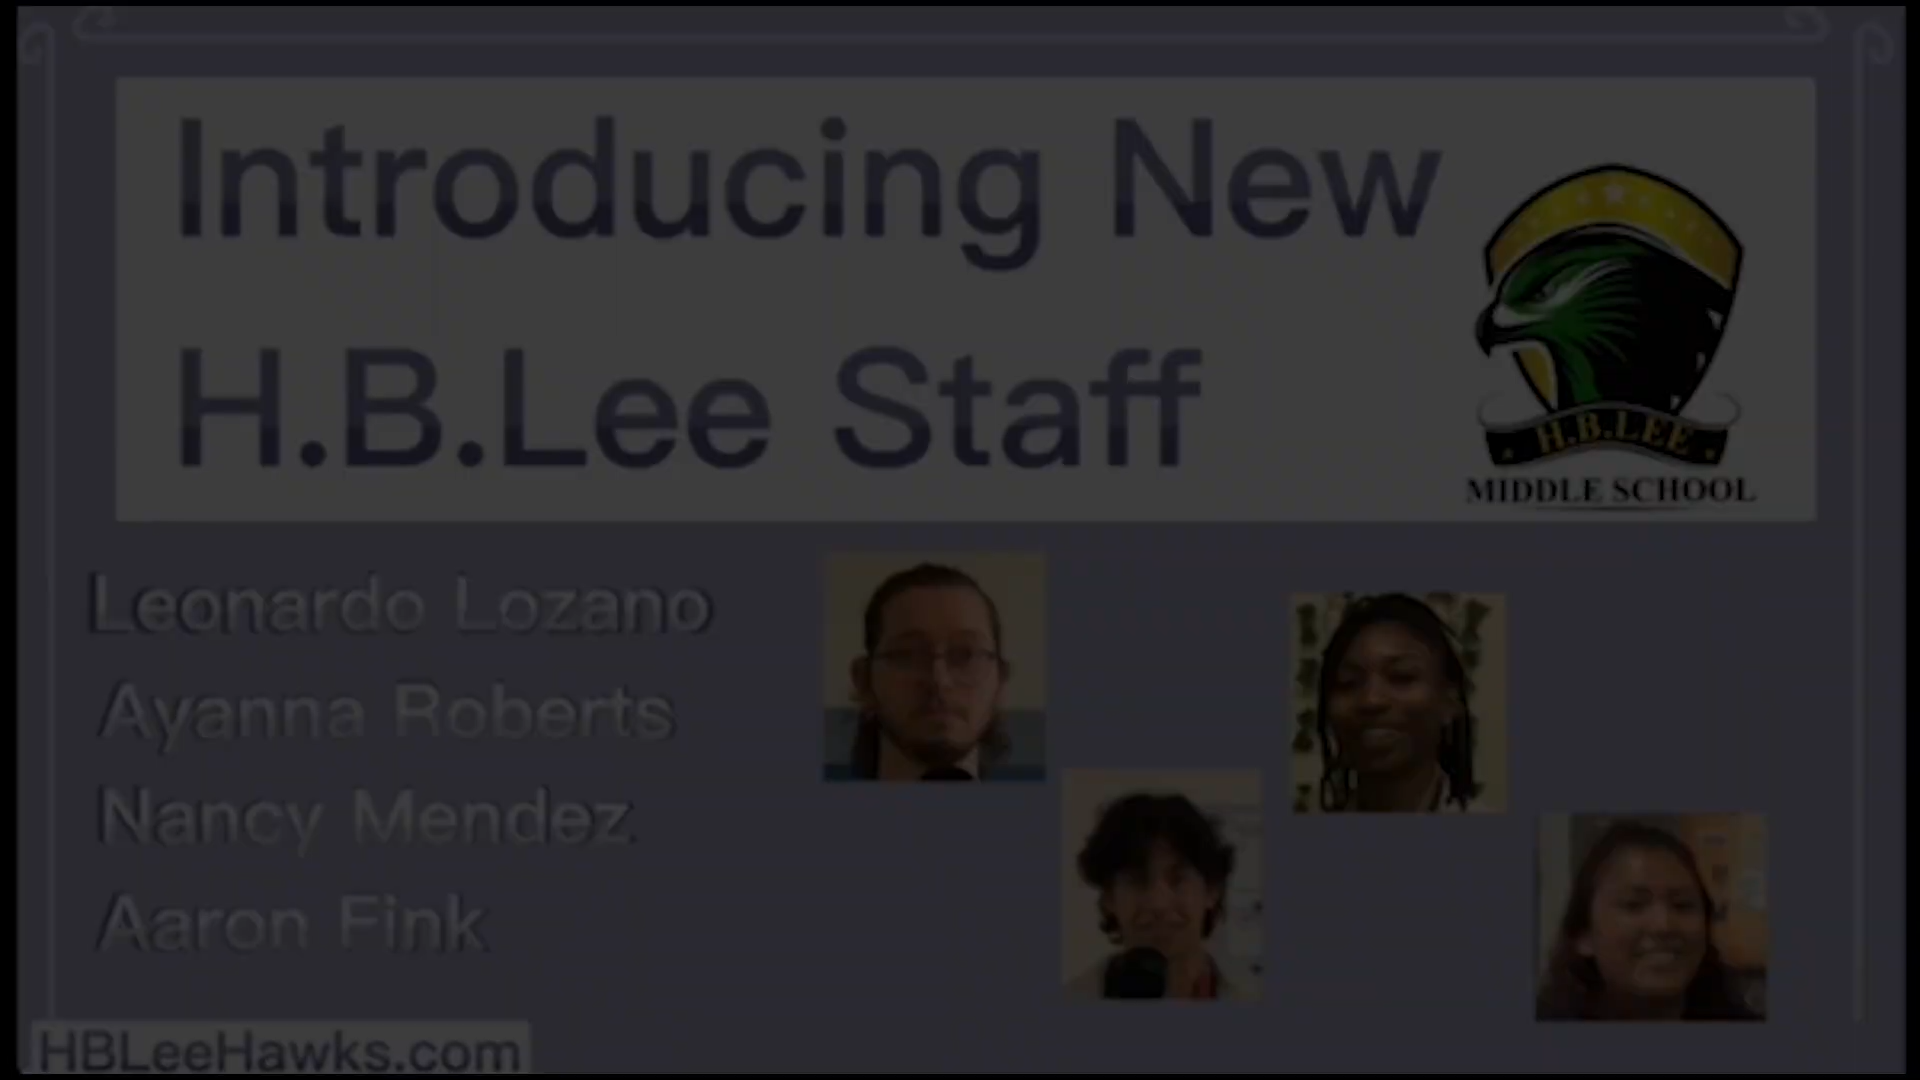 Introducing New
H.B.Lee Staff
H.B.LEE
MIDDLE SCHOOL
Leonardo Lozano
Ayanna Roberts
Nancy Mendez
Aaron Fink
HBLeeHawks.com